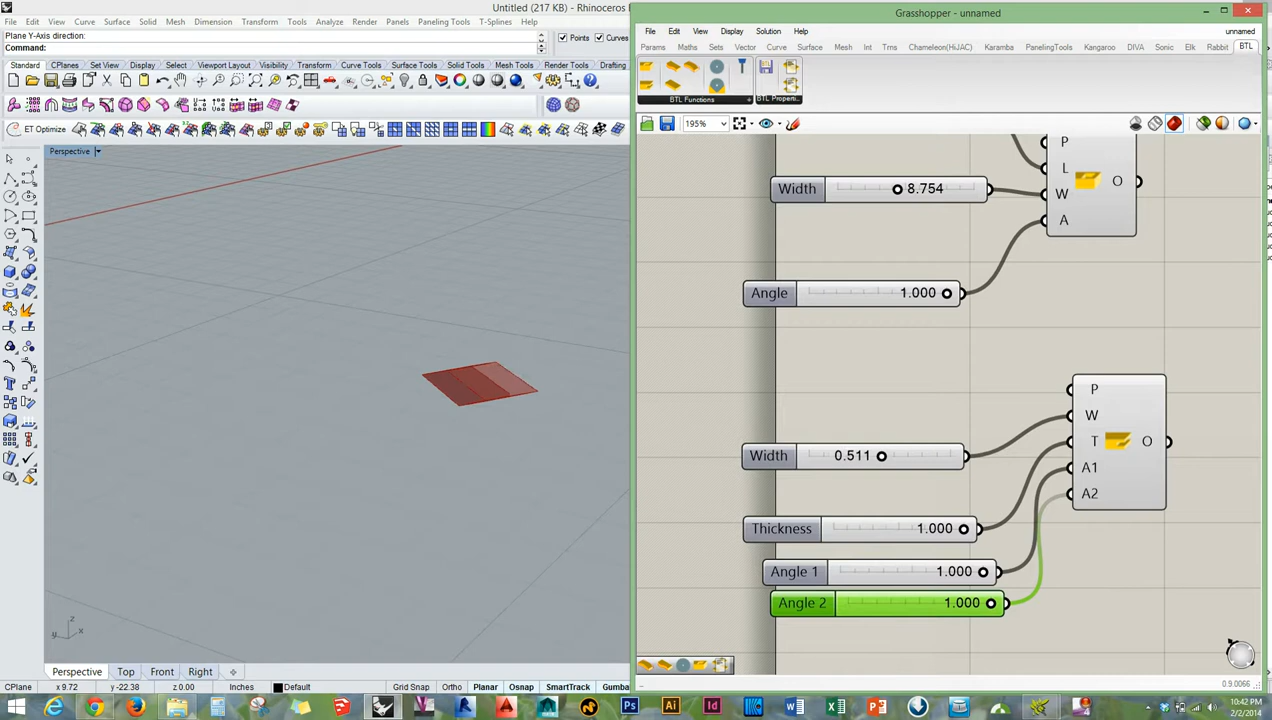 Untitled (217 KB) - Rhinoceros
File Edit View Curve Surface Solid Mesh Dimension Transform Tools Analyze Render Panels Paneling Tools T-Splines Help
Plane Y-Axis direction:
Command:
Points Curves
Standard CPlanes Set View Display Select Viewport Layout Visibility Transform Curve Tools Surface Tools Solid Tools Mesh Tools Render Tools Drafting
ET Optimize
Perspective
z
y x
Perspective Top Front Right
CPlane x 9.72 y -22.38 z 0.00 Inches Default Grid Snap Ortho Planar Osnap SmartTrack Gumba
Grasshopper - unnamed
File Edit View Display Solution Help unnamed
Params Maths Sets Vector Curve Surface Mesh Int Trns Chameleon(HiJAC) Karamba PanelingTools Kangaroo DIVA Sonic Elk Rabbit BTL
BTL Functions + BTL Properti..
195%
P
L
W
A
O
Width 8.754
Angle 1.000
P
W
T
A1
A2
O
Width 0.511
Thickness 1.000
Angle 1 1.000
Angle 2 1.000
0.9.0066
Ps Ai Id
10:42 PM
2/2/2014